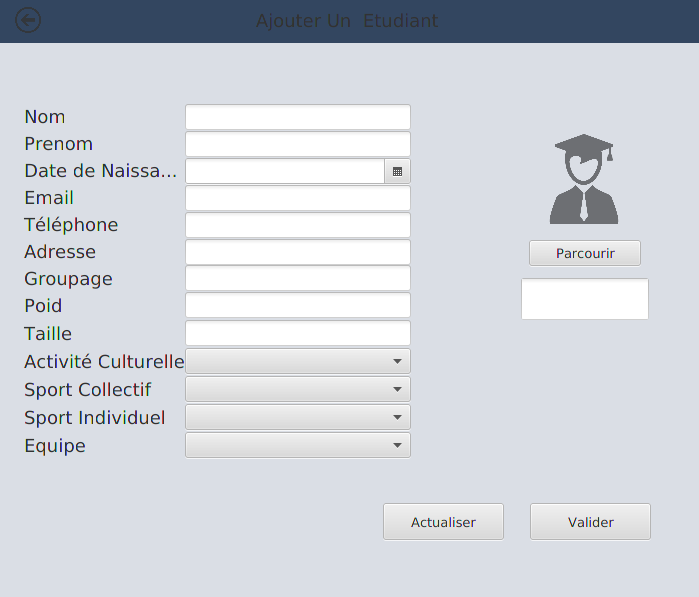 Ajouter Un Etudiant
Nom
Prenom
Date de Naissa...
Email
Téléphone
Adresse
Groupage
Poid
Taille
Activité Culturelle
Sport Collectif
Sport Individuel
Equipe
Parcourir
Actualiser
Valider